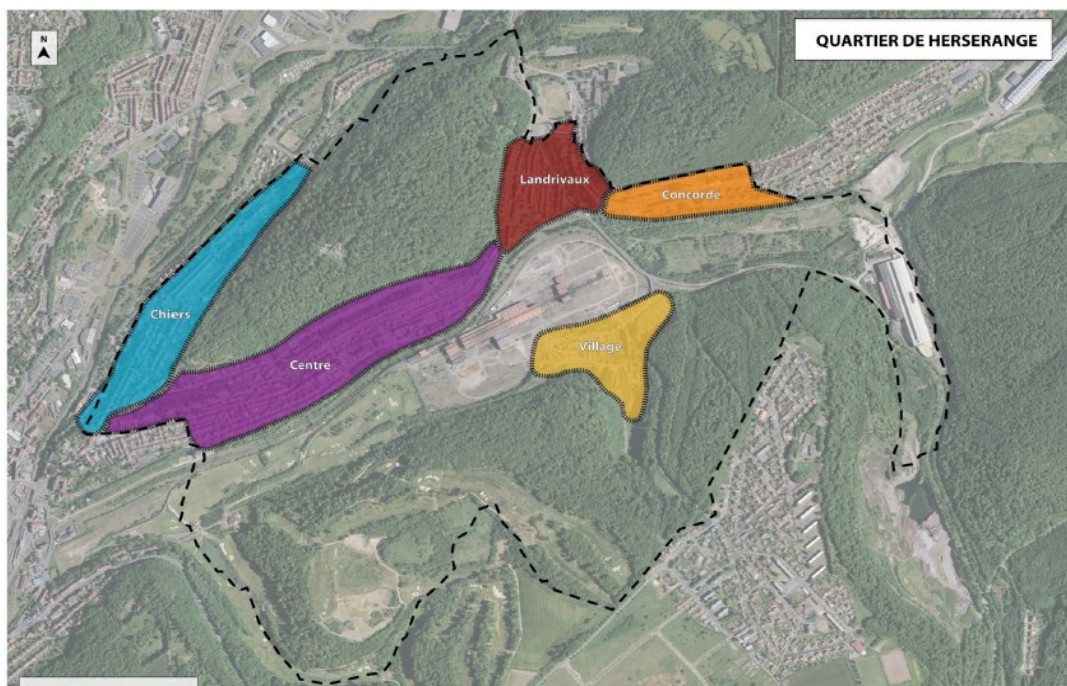 N
QUARTIER DE HERSERANGE
Landrivaux
Concorde
Chiers
Village
Centre